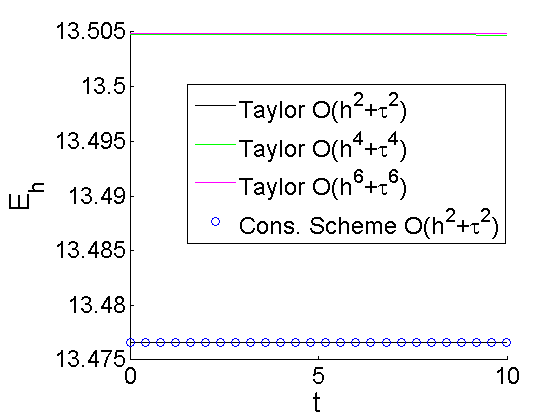 13.505
13.5
13.495
13.49
13.485
13.48
13.475
E_h
Taylor O(h^2+τ^2)
Taylor O(h^4+τ^4)
Taylor O(h^6+τ^6)
Cons. Scheme O(h^2+τ^2)
0 5 10
t